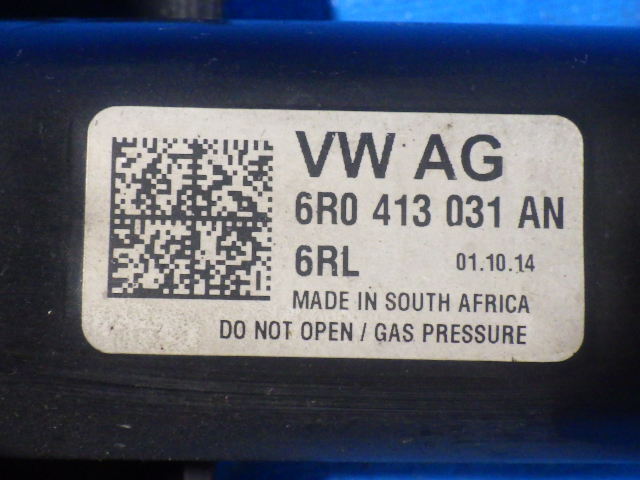 VW AG
6R0 413 031 AN
6RL 01.10.14
MADE IN SOUTH AFRICA
DO NOT OPEN / GAS PRESSURE